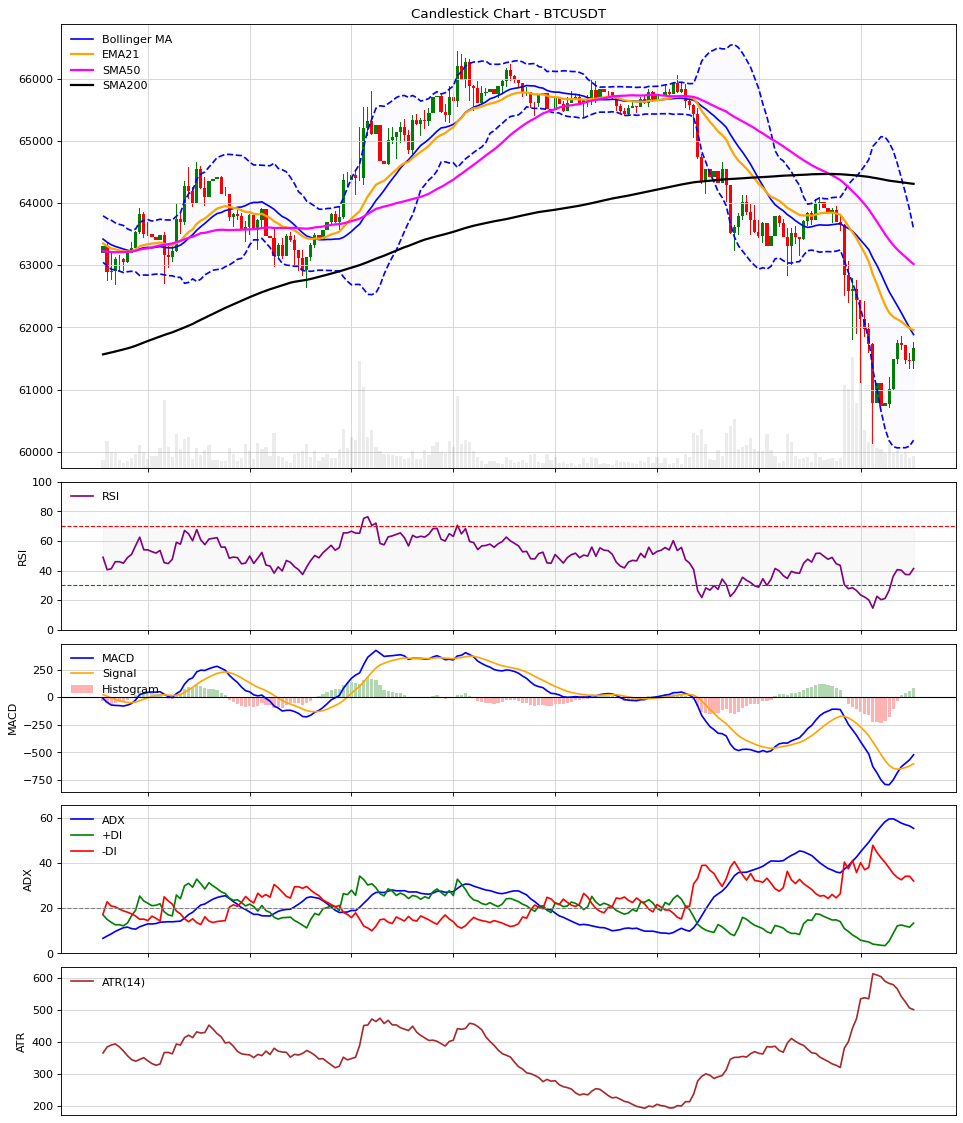 Candlestick Chart - BTCUSDT
Bollinger MA
EMA21
SMA50
SMA200
66000
65000
64000
63000
62000
61000
60000
RSI
100
80
60
40
20
0
RSI
MACD
Signal
Histogram
250
0
−250
−500
−750
MACD
ADX
+DI
-DI
60
40
20
0
ADX
ATR(14)
600
500
400
300
200
ATR